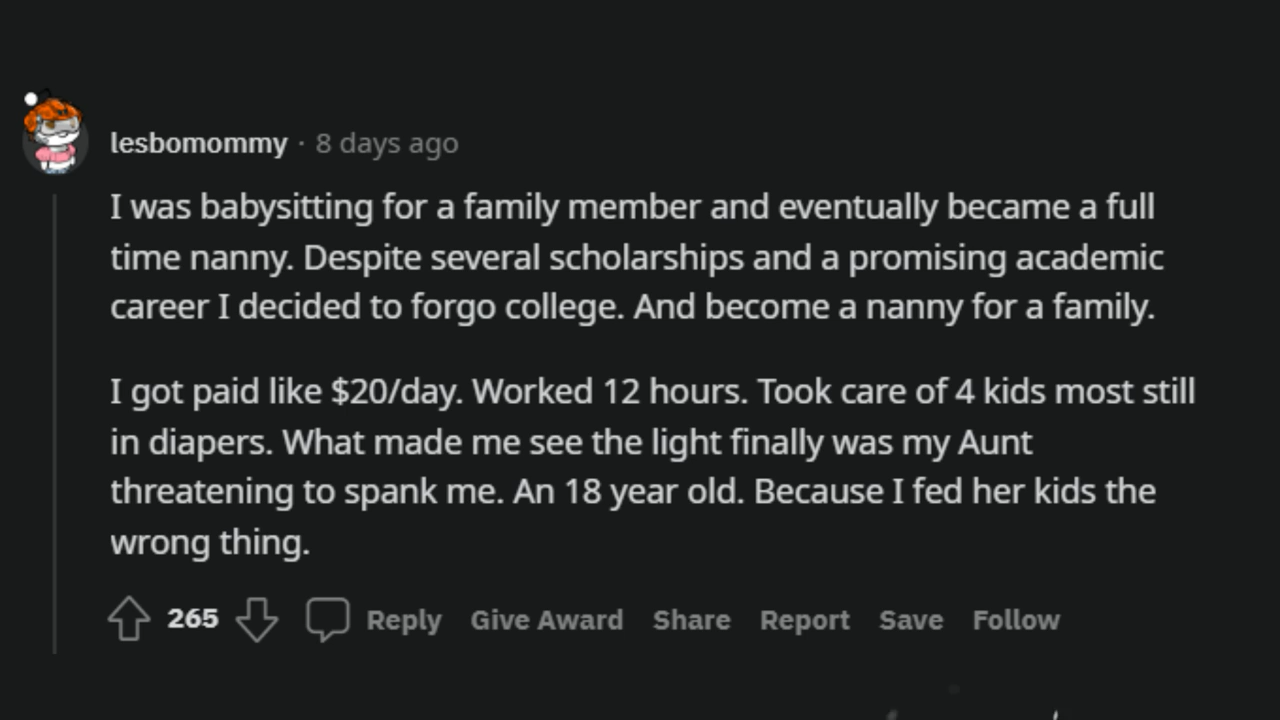 lesbomommy · 8 days ago
I was babysitting for a family member and eventually became a full
time nanny. Despite several scholarships and a promising academic
career I decided to forgo college. And become a nanny for a family.
I got paid like $20/day. Worked 12 hours. Took care of 4 kids most still
in diapers. What made me see the light finally was my Aunt
threatening to spank me. An 18 year old. Because I fed her kids the
wrong thing.
265 Reply Give Award Share Report Save Follow